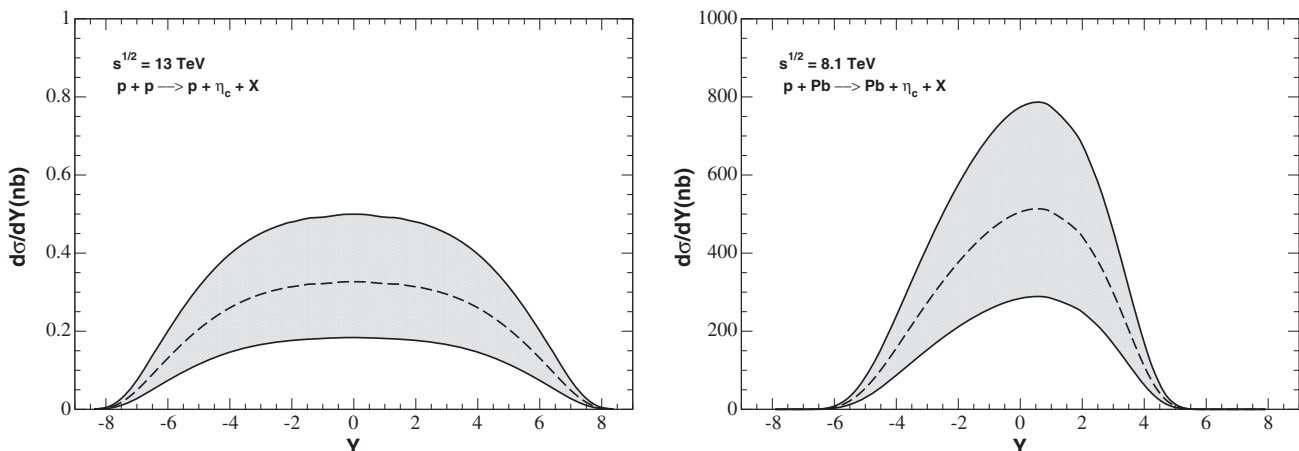 1
0.8
0.6
0.4
0.2
0
dσ/dY(nb)
s^1/2 = 13 TeV
p + p —> p + η_c + X
-8 -6 -4 -2 0 2 4 6 8
Y
1000
800
600
400
200
0
dσ/dY(nb)
s^1/2 = 8.1 TeV
p + Pb —> Pb + η_c + X
-8 -6 -4 -2 0 2 4 6 8
Y